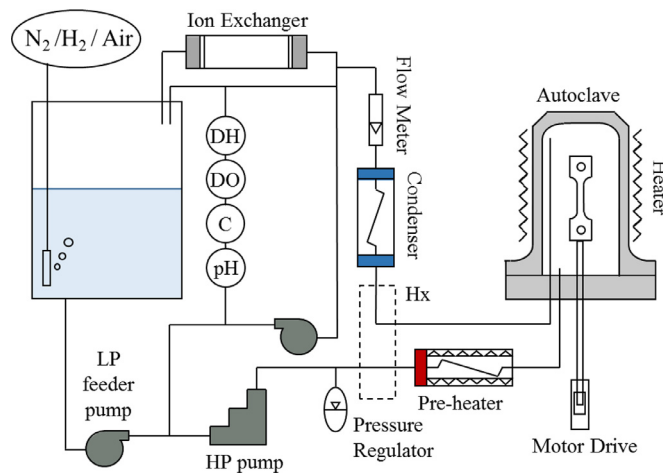 Ion Exchanger
N2/H2/ Air
Autoclave
Flow Meter
DH
Heater
DO
Condenser
C
pH
Hx
LP
feeder
pump
Pre-heater
Pressure
Regulator
Motor Drive
HP pump